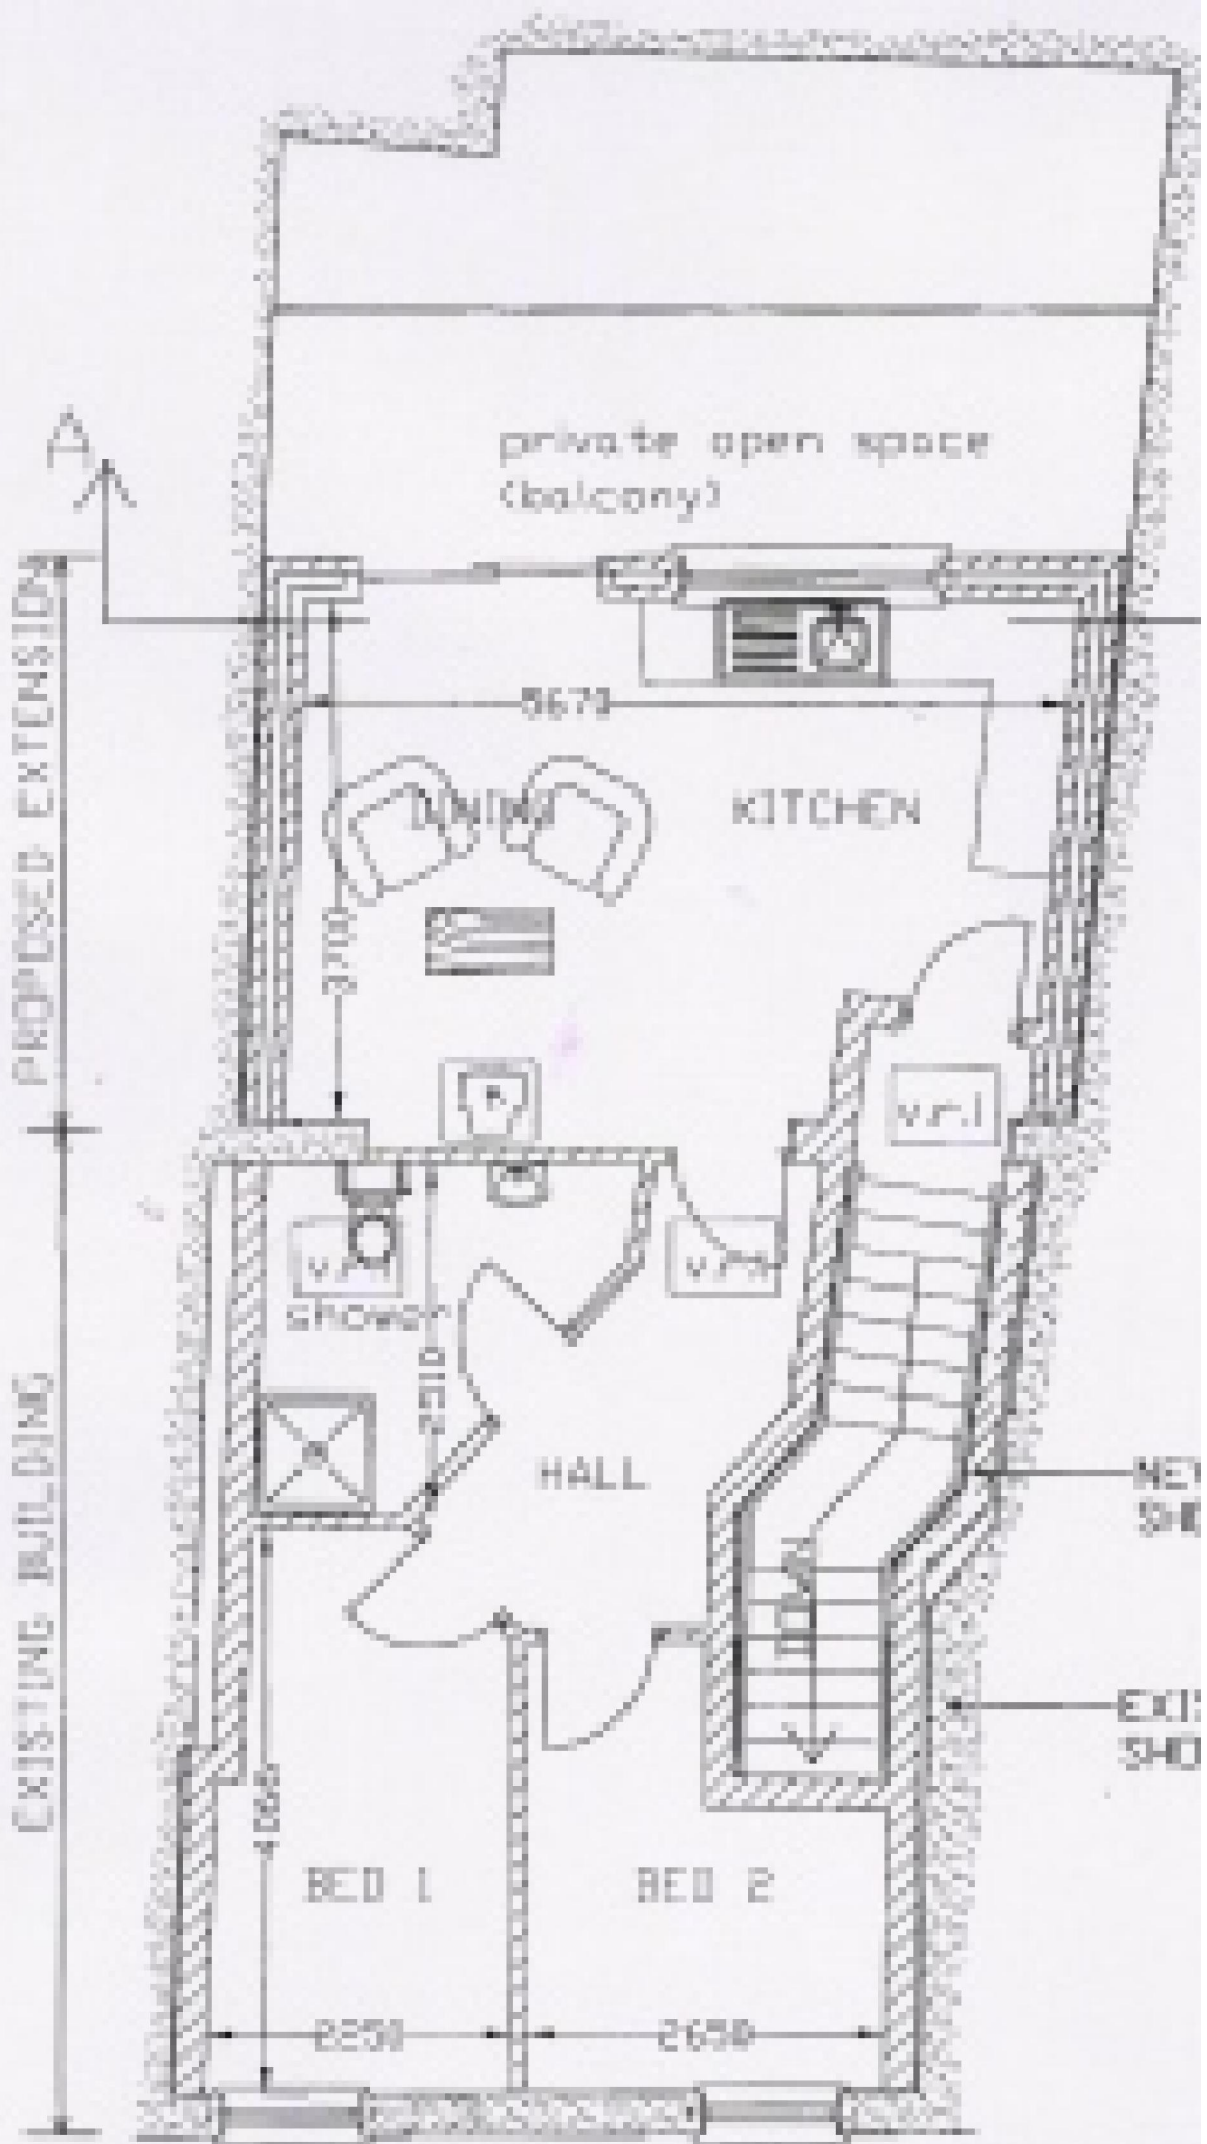 A
private open space
(balcony)
PROPOSED EXTENSION
5670
DINING
KITCHEN
3700
v.r.l
shower
2510
HALL
EXISTING BUILDING
4065
BED 1
BED 2
2250
2650